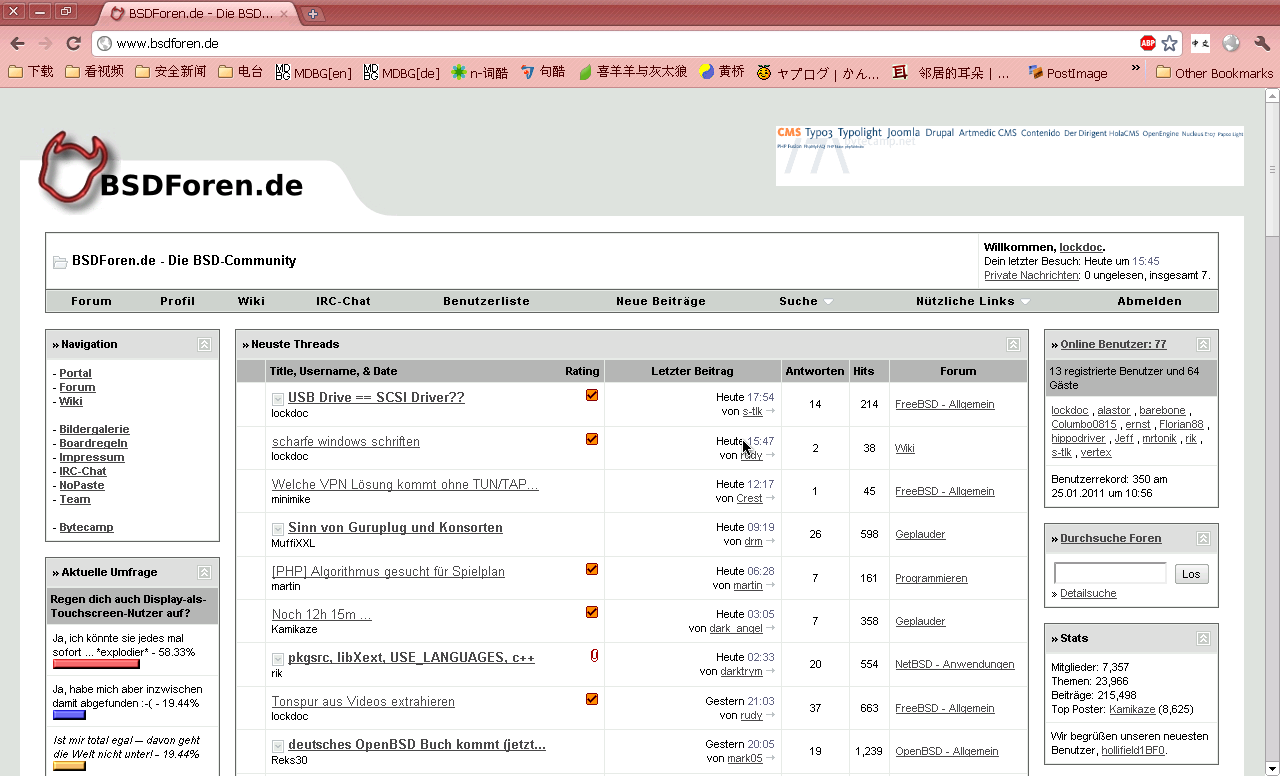 BSDForen.de - Die BSD...
www.bsdforen.de
ABP
下载
看视频
安全新闻
电台
MDBG[en]
MDBG[de]
n-词酷
句酷
喜羊羊与灰太狼
黄桥
ヤプログ | かん...
邻居的耳朵 | ...
PostImage
»
Other Bookmarks
CMS Typo3 Typolight Joomla Drupal Artmedic CMS Contenido Der Dirigent HolaCMS OpenEngine Nucleus E107 Papoo Light
BSDForen.de
BSDForen.de - Die BSD-Community
Willkommen, lockdoc.
Dein letzter Besuch: Heute um 15:45
Private Nachrichten: 0 ungelesen, insgesamt 7.
Forum Profil Wiki IRC-Chat Benutzerliste Neue Beiträge Suche Nützliche Links Abmelden
» Navigation
- Portal
- Forum
- Wiki
- Bildergalerie
- Boardregeln
- Impressum
- IRC-Chat
- NoPaste
- Team
- Bytecamp
» Aktuelle Umfrage
Regen dich auch Display-als-
Touchscreen-Nutzer auf?
Ja, ich könnte sie jedes mal
sofort ... *explodier* - 58.33%
Ja, habe mich aber inzwischen
damit abgefunden :-( - 19.44%
Ist mir total egal -- davon geht
die Welt nicht unter! - 19.44%
» Neuste Threads
Title, Username, & Date Rating Letzter Beitrag Antworten Hits Forum
USB Drive == SCSI Driver??
lockdoc
Heute 17:54
von s-tlk
14 214 FreeBSD - Allgemein
scharfe windows schriften
lockdoc
Heute 15:47
von rudy
2 38 Wiki
Welche VPN Lösung kommt ohne TUN/TAP...
minimike
Heute 12:17
von Crest
1 45 FreeBSD - Allgemein
Sinn von Guruplug und Konsorten
MuffiXXL
Heute 09:19
von drm
26 598 Geplauder
[PHP] Algorithmus gesucht für Spielplan
martin
Heute 06:28
von martin
7 161 Programmieren
Noch 12h 15m ...
Kamikaze
Heute 03:05
von dark_angel
7 358 Geplauder
pkgsrc, libXext, USE_LANGUAGES, c++
rik
Heute 02:33
von darktrym
20 554 NetBSD - Anwendungen
Tonspur aus Videos extrahieren
lockdoc
Gestern 21:03
von rudy
37 663 FreeBSD - Allgemein
deutsches OpenBSD Buch kommt (jetzt...
Reks30
Gestern 20:05
von mark05
19 1,239 OpenBSD - Allgemein
» Online Benutzer: 77
13 registrierte Benutzer und 64
Gäste
lockdoc , alastor , barebone ,
Columbo0815 , ernst , Florian88 ,
hippodriver , Jeff , mrtonik , rik ,
s-tlk , vertex
Benutzerrekord: 350 am
25.01.2011 um 10:56
» Durchsuche Foren
Los
» Detailsuche
» Stats
Mitglieder: 7,357
Themen: 23,966
Beiträge: 215,498
Top Poster: Kamikaze (8,625)
Wir begrüßen unseren neuesten
Benutzer, hollifield1BF0.